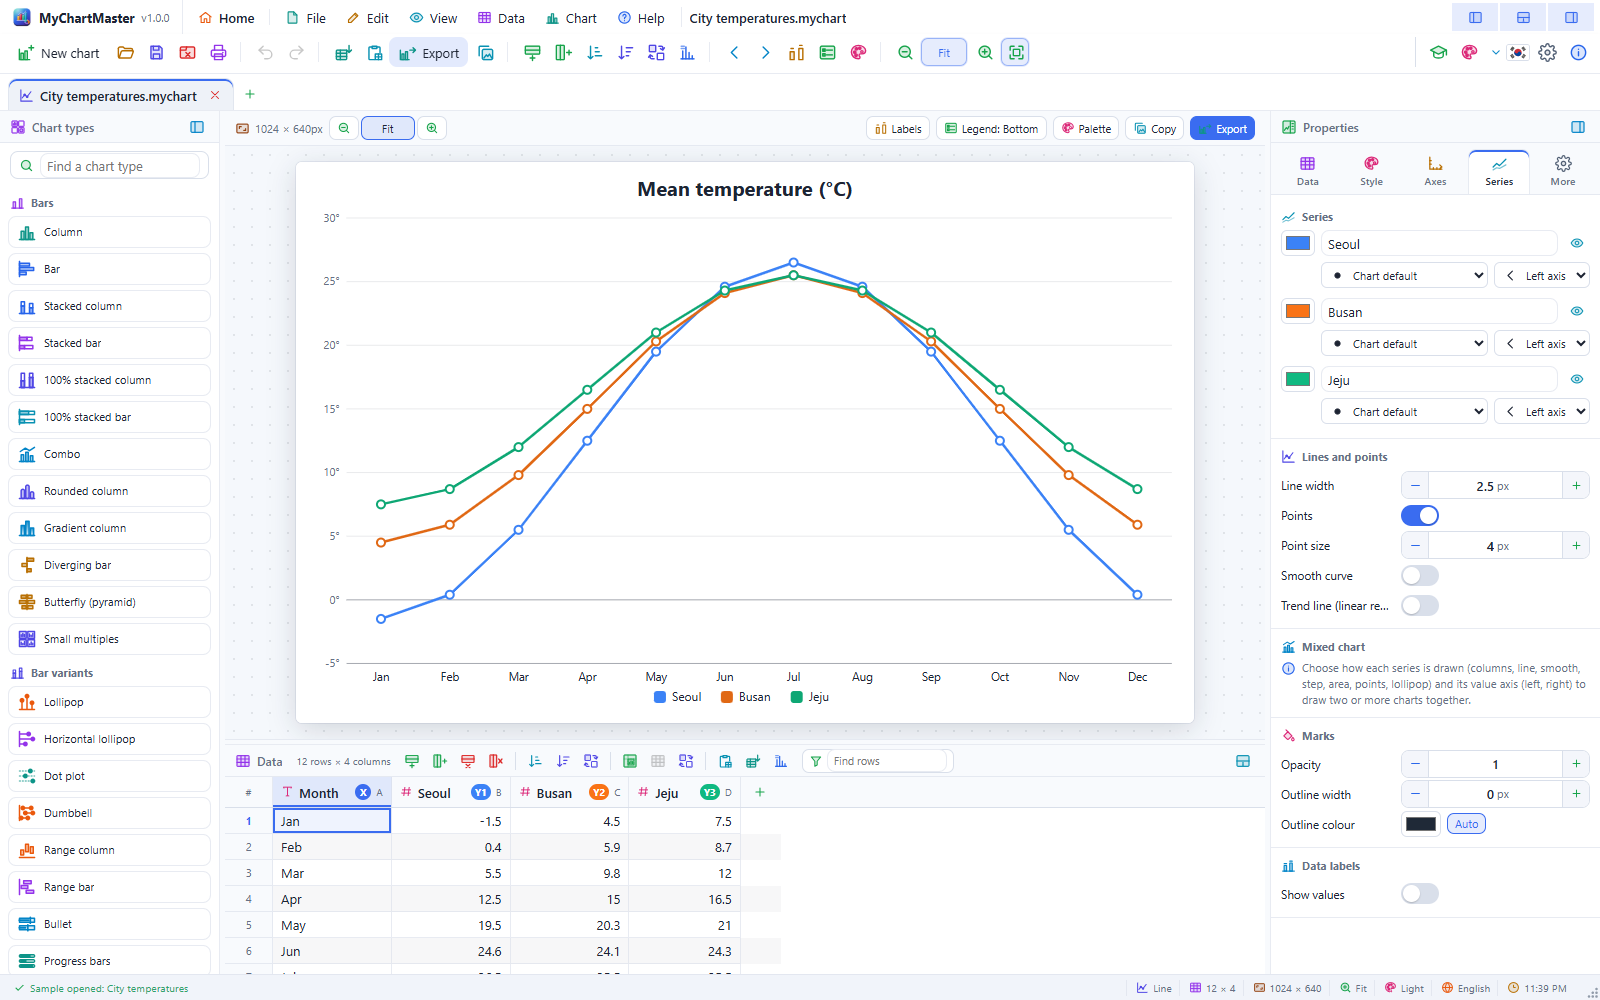 MyChartMaster v1.0.0 Home File Edit View Data Chart Help City temperatures.mychart
New chart Export Fit
City temperatures.mychart
Chart types
Find a chart type
Bars
Column
Bar
Stacked column
Stacked bar
100% stacked column
100% stacked bar
Combo
Rounded column
Gradient column
Diverging bar
Butterfly (pyramid)
Small multiples
Bar variants
Lollipop
Horizontal lollipop
Dot plot
Dumbbell
Range column
Range bar
Bullet
Progress bars
1024 × 640px Fit Labels Legend: Bottom Palette Copy Export
Mean temperature (°C)
30°
25°
20°
15°
10°
5°
0°
-5°
Jan Feb Mar Apr May Jun Jul Aug Sep Oct Nov Dec
Seoul Busan Jeju
Data 12 rows × 4 columns Find rows
# Month X A # Seoul Y1 B # Busan Y2 C # Jeju Y3 D +
1 Jan -1.5 4.5 7.5
2 Feb 0.4 5.9 8.7
3 Mar 5.5 9.8 12
4 Apr 12.5 15 16.5
5 May 19.5 20.3 21
6 Jun 24.6 24.1 24.3
Properties
Data Style Axes Series More
Series
Seoul
Chart default Left axis
Busan
Chart default Left axis
Jeju
Chart default Left axis
Lines and points
Line width 2.5 px
Points
Point size 4 px
Smooth curve
Trend line (linear re...
Mixed chart
Choose how each series is drawn (columns, line, smooth,
step, area, points, lollipop) and its value axis (left, right) to
draw two or more charts together.
Marks
Opacity 1
Outline width 0 px
Outline colour Auto
Data labels
Show values
Sample opened: City temperatures Line 12 × 4 1024 × 640 Fit Light English 11:39 PM